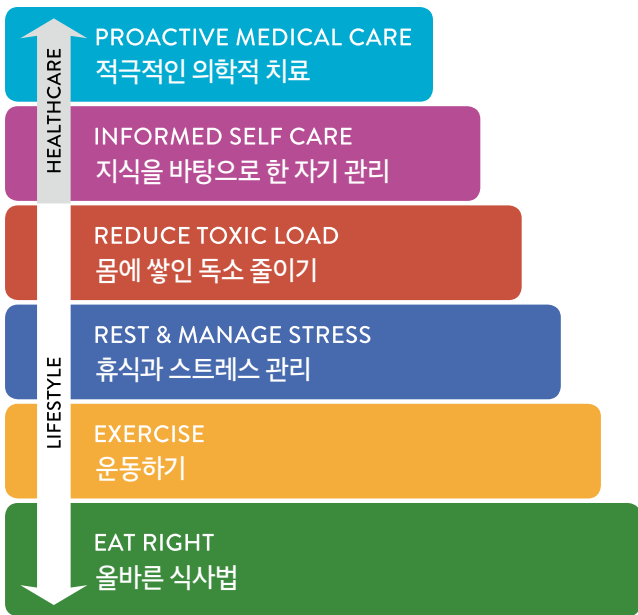 PROACTIVE MEDICAL CARE
적극적인 의학적 치료
HEALTHCARE
INFORMED SELF CARE
지식을 바탕으로 한 자기 관리
REDUCE TOXIC LOAD
몸에 쌓인 독소 줄이기
REST & MANAGE STRESS
휴식과 스트레스 관리
LIFESTYLE
EXERCISE
운동하기
EAT RIGHT
올바른 식사법